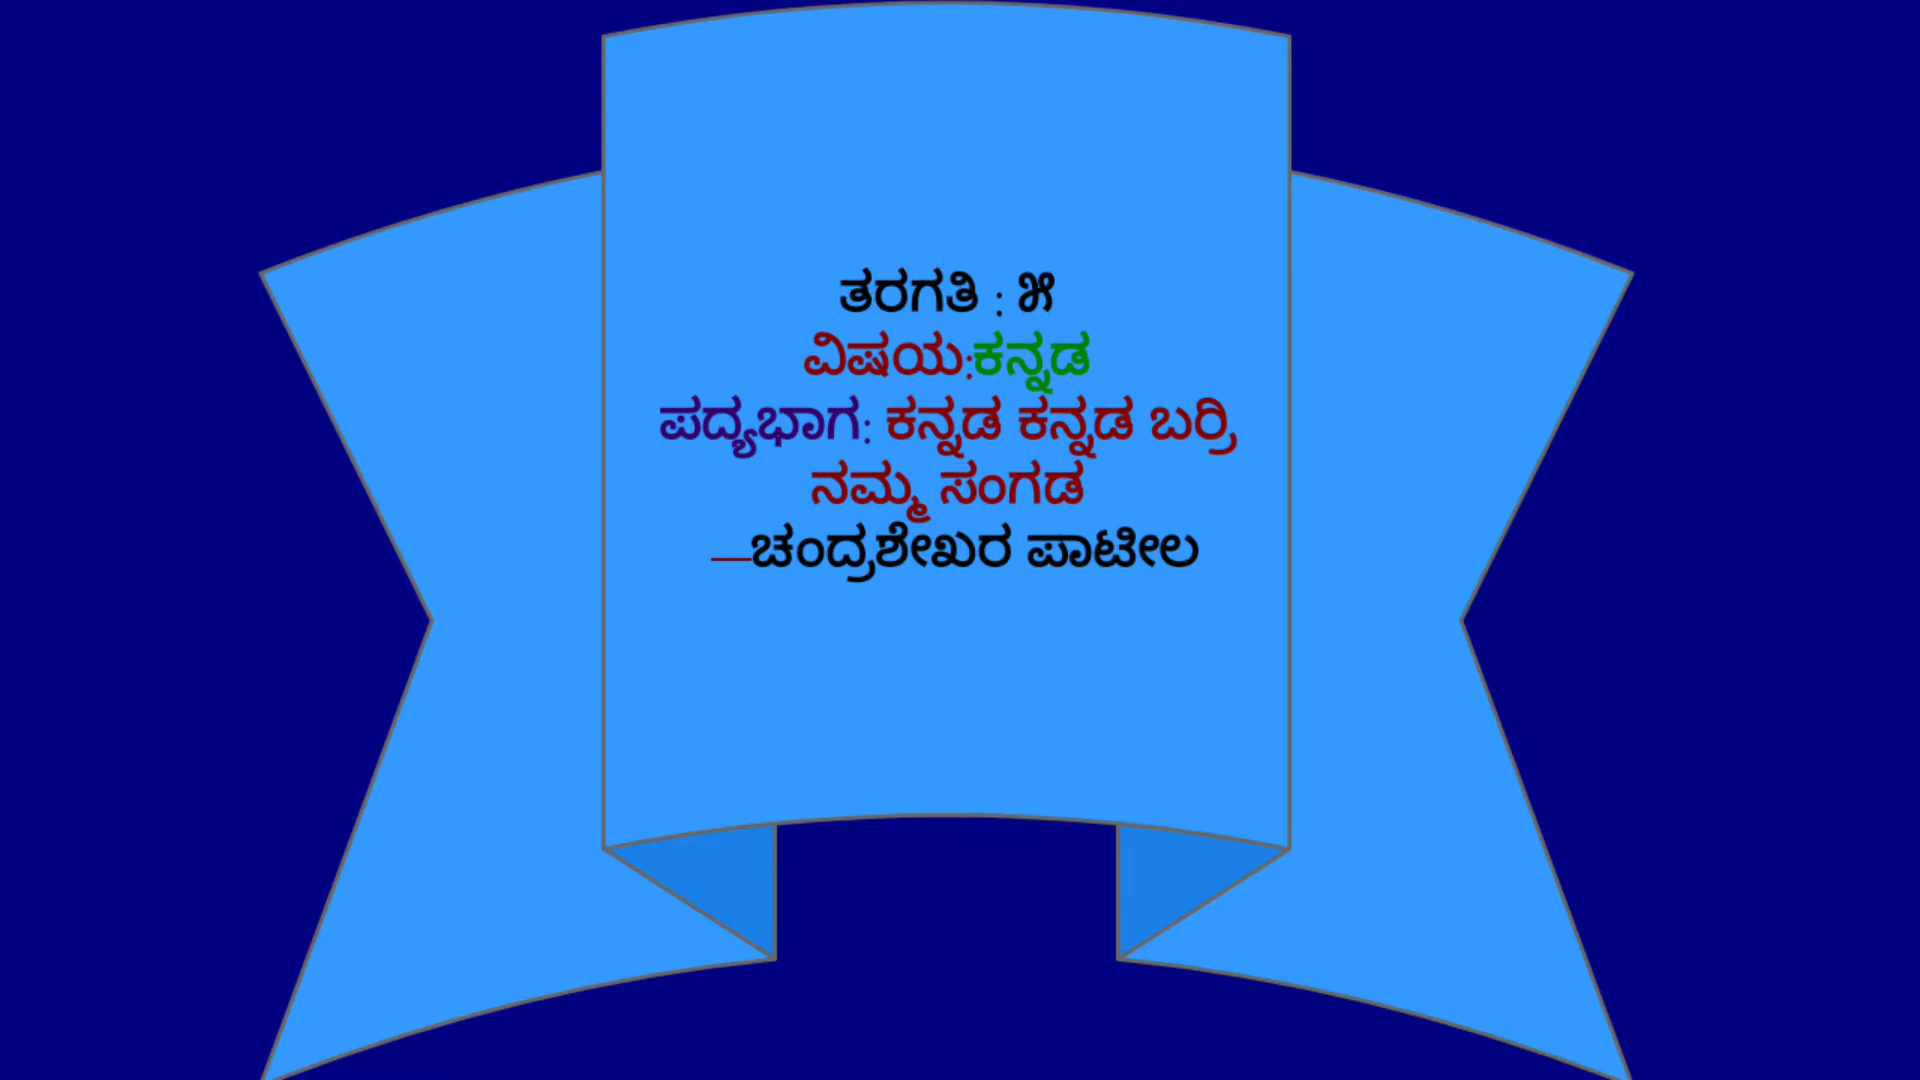 ತರಗತಿ : ೫
ವಿಷಯ:ಕನ್ನಡ
ಪದ್ಯಭಾಗ: ಕನ್ನಡ ಕನ್ನಡ ಬರ್ರಿ
ನಮ್ಮ ಸಂಗಡ
—ಚಂದ್ರಶೇಖರ ಪಾಟೀಲ